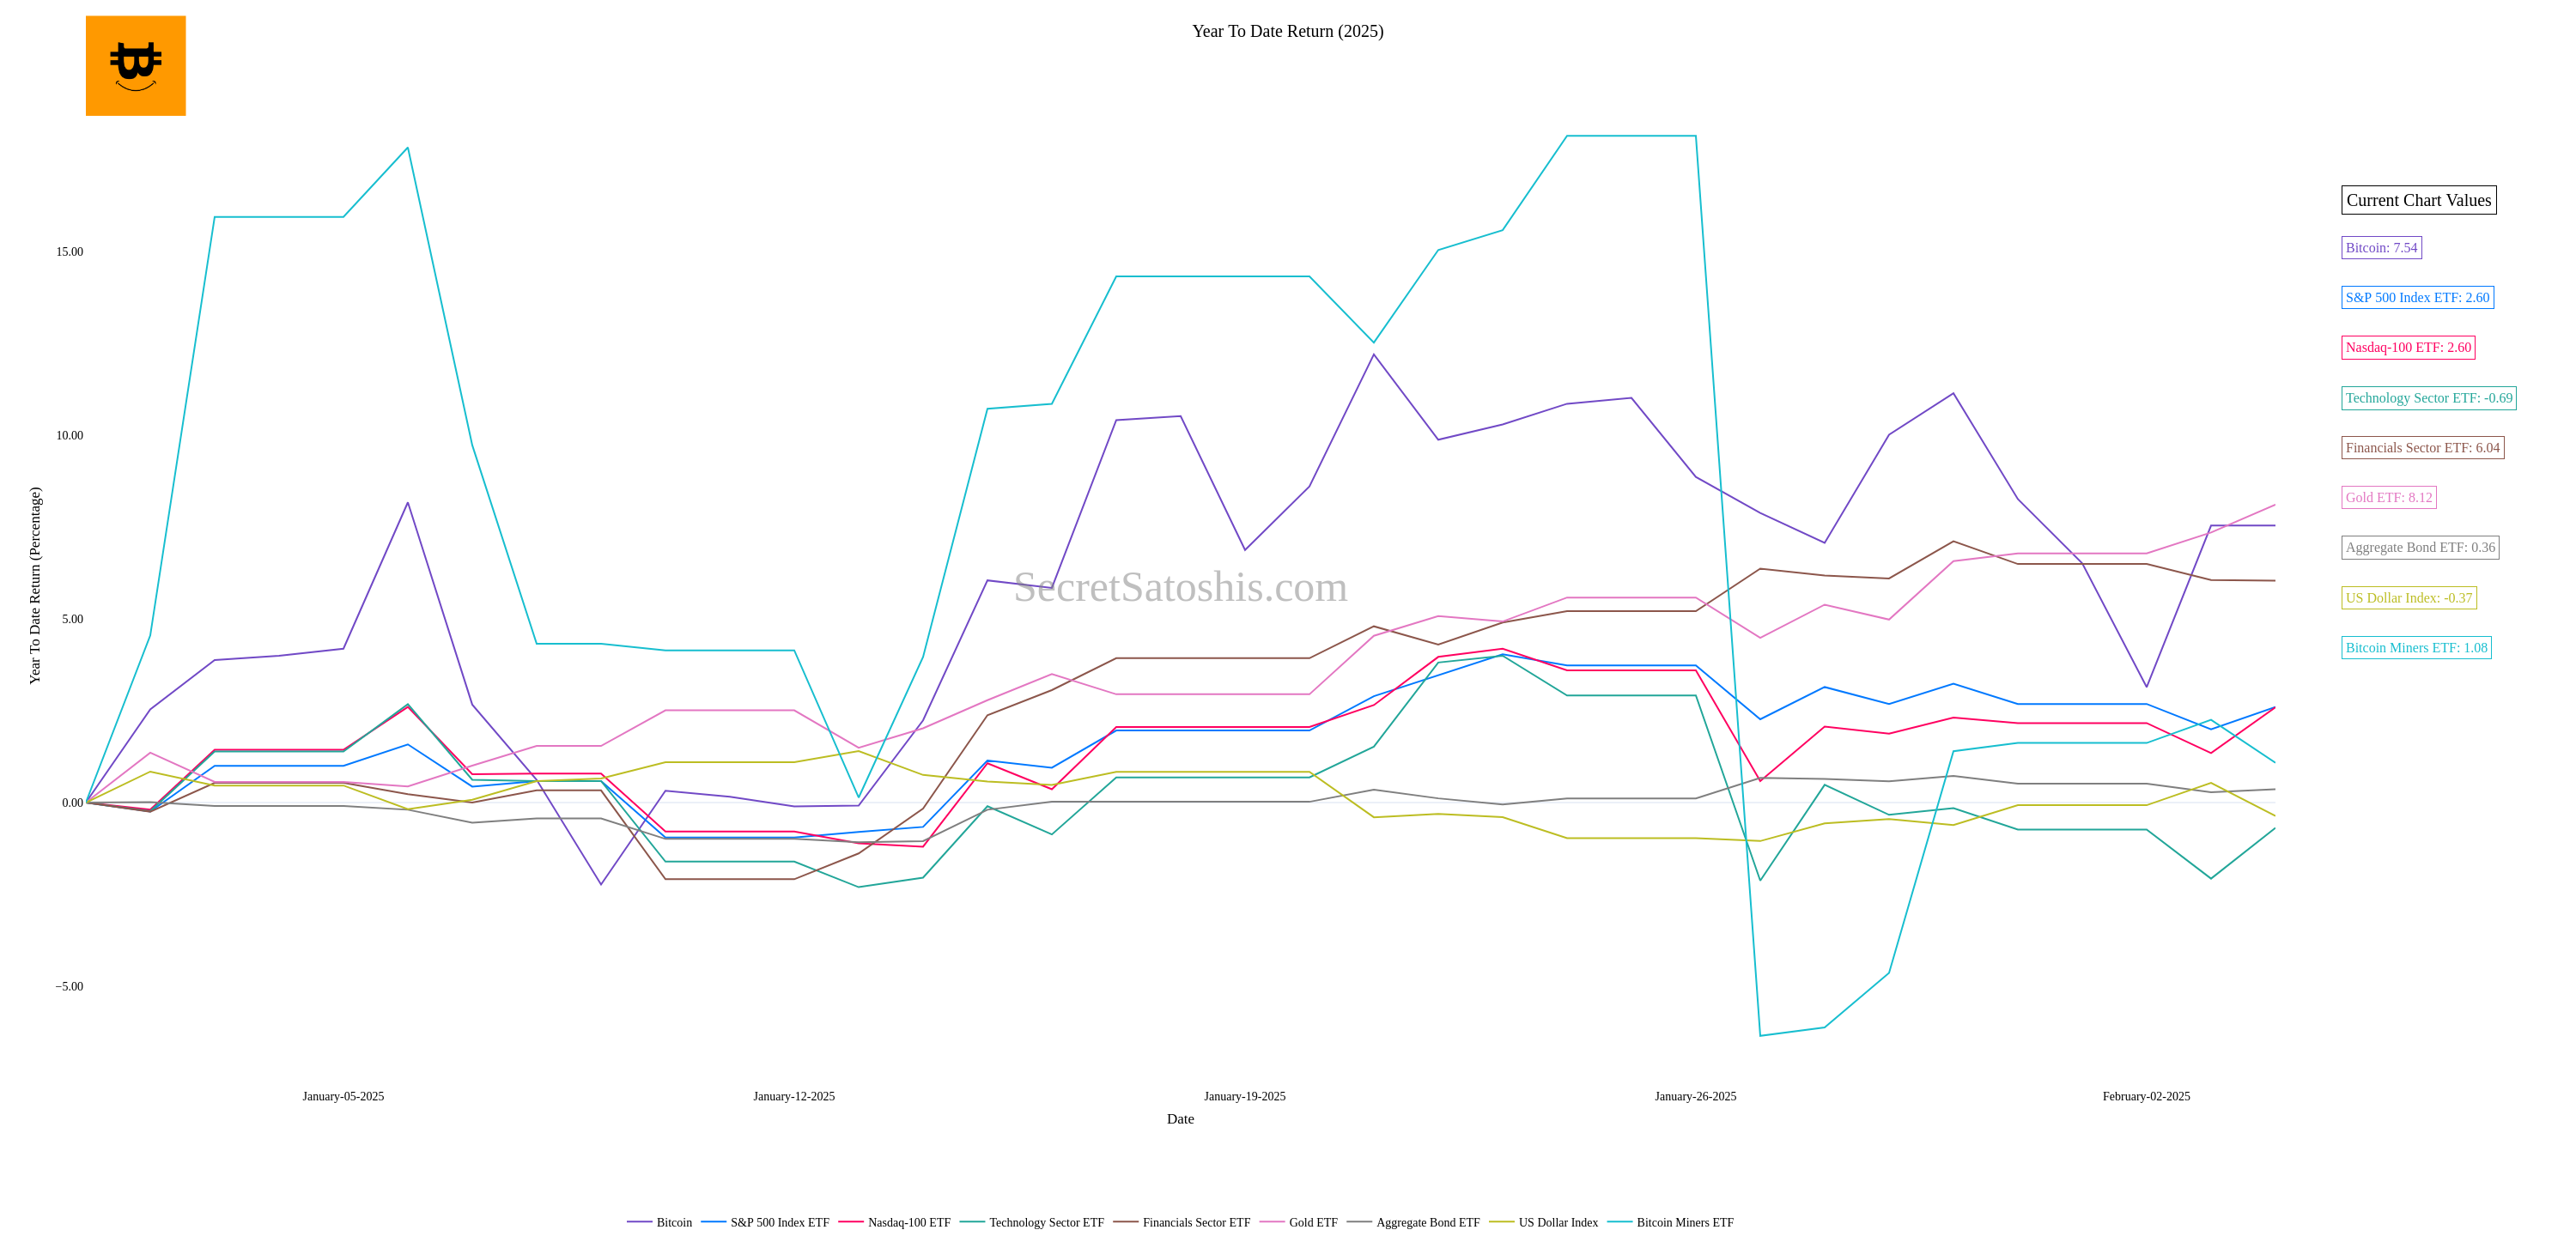 Year To Date Return (2025)
Current Chart Values
Bitcoin: 7.54
S&P 500 Index ETF: 2.60
Nasdaq-100 ETF: 2.60
Technology Sector ETF: -0.69
Financials Sector ETF: 6.04
Gold ETF: 8.12
Aggregate Bond ETF: 0.36
US Dollar Index: -0.37
Bitcoin Miners ETF: 1.08
Year To Date Return (Percentage)
15.00
10.00
5.00
0.00
−5.00
SecretSatoshis.com
January-05-2025
January-12-2025
January-19-2025
January-26-2025
February-02-2025
Date
Bitcoin
S&P 500 Index ETF
Nasdaq-100 ETF
Technology Sector ETF
Financials Sector ETF
Gold ETF
Aggregate Bond ETF
US Dollar Index
Bitcoin Miners ETF